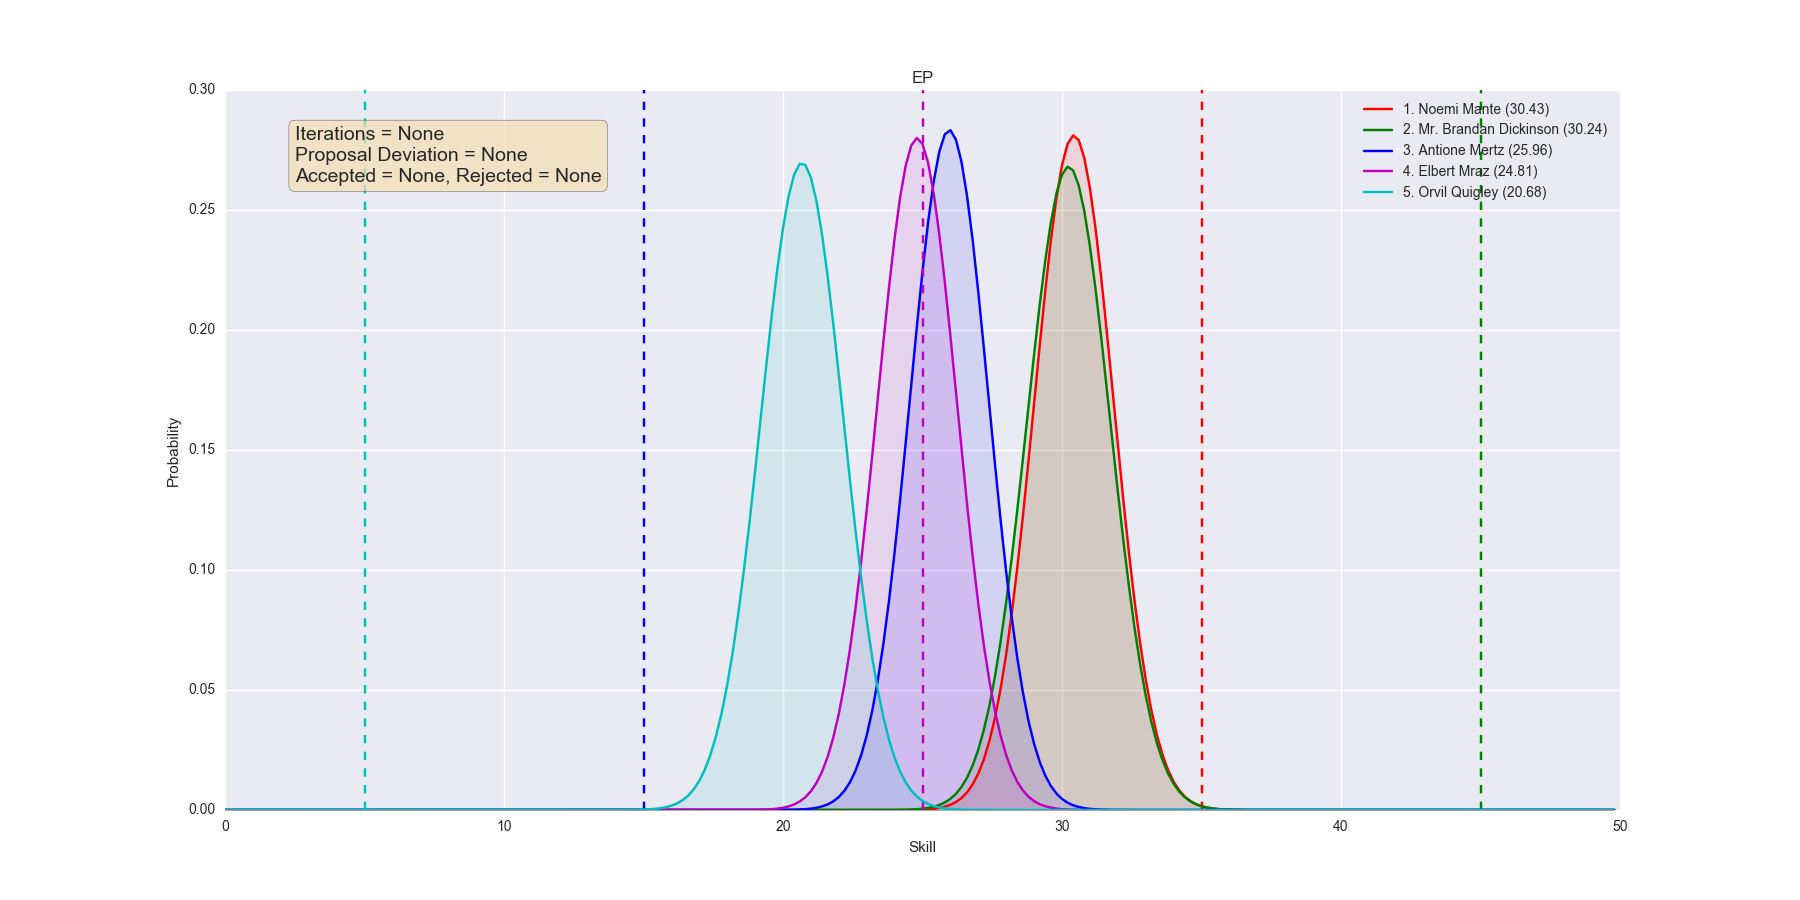 EP
0.30
0.25
0.20
0.15
0.10
0.05
0.00
Probability
Iterations = None
Proposal Deviation = None
Accepted = None, Rejected = None
1. Noemi Mante (30.43)
2. Mr. Brandan Dickinson (30.24)
3. Antione Mertz (25.96)
4. Elbert Mraz (24.81)
5. Orvil Quigley (20.68)
0 10 20 30 40 50
Skill